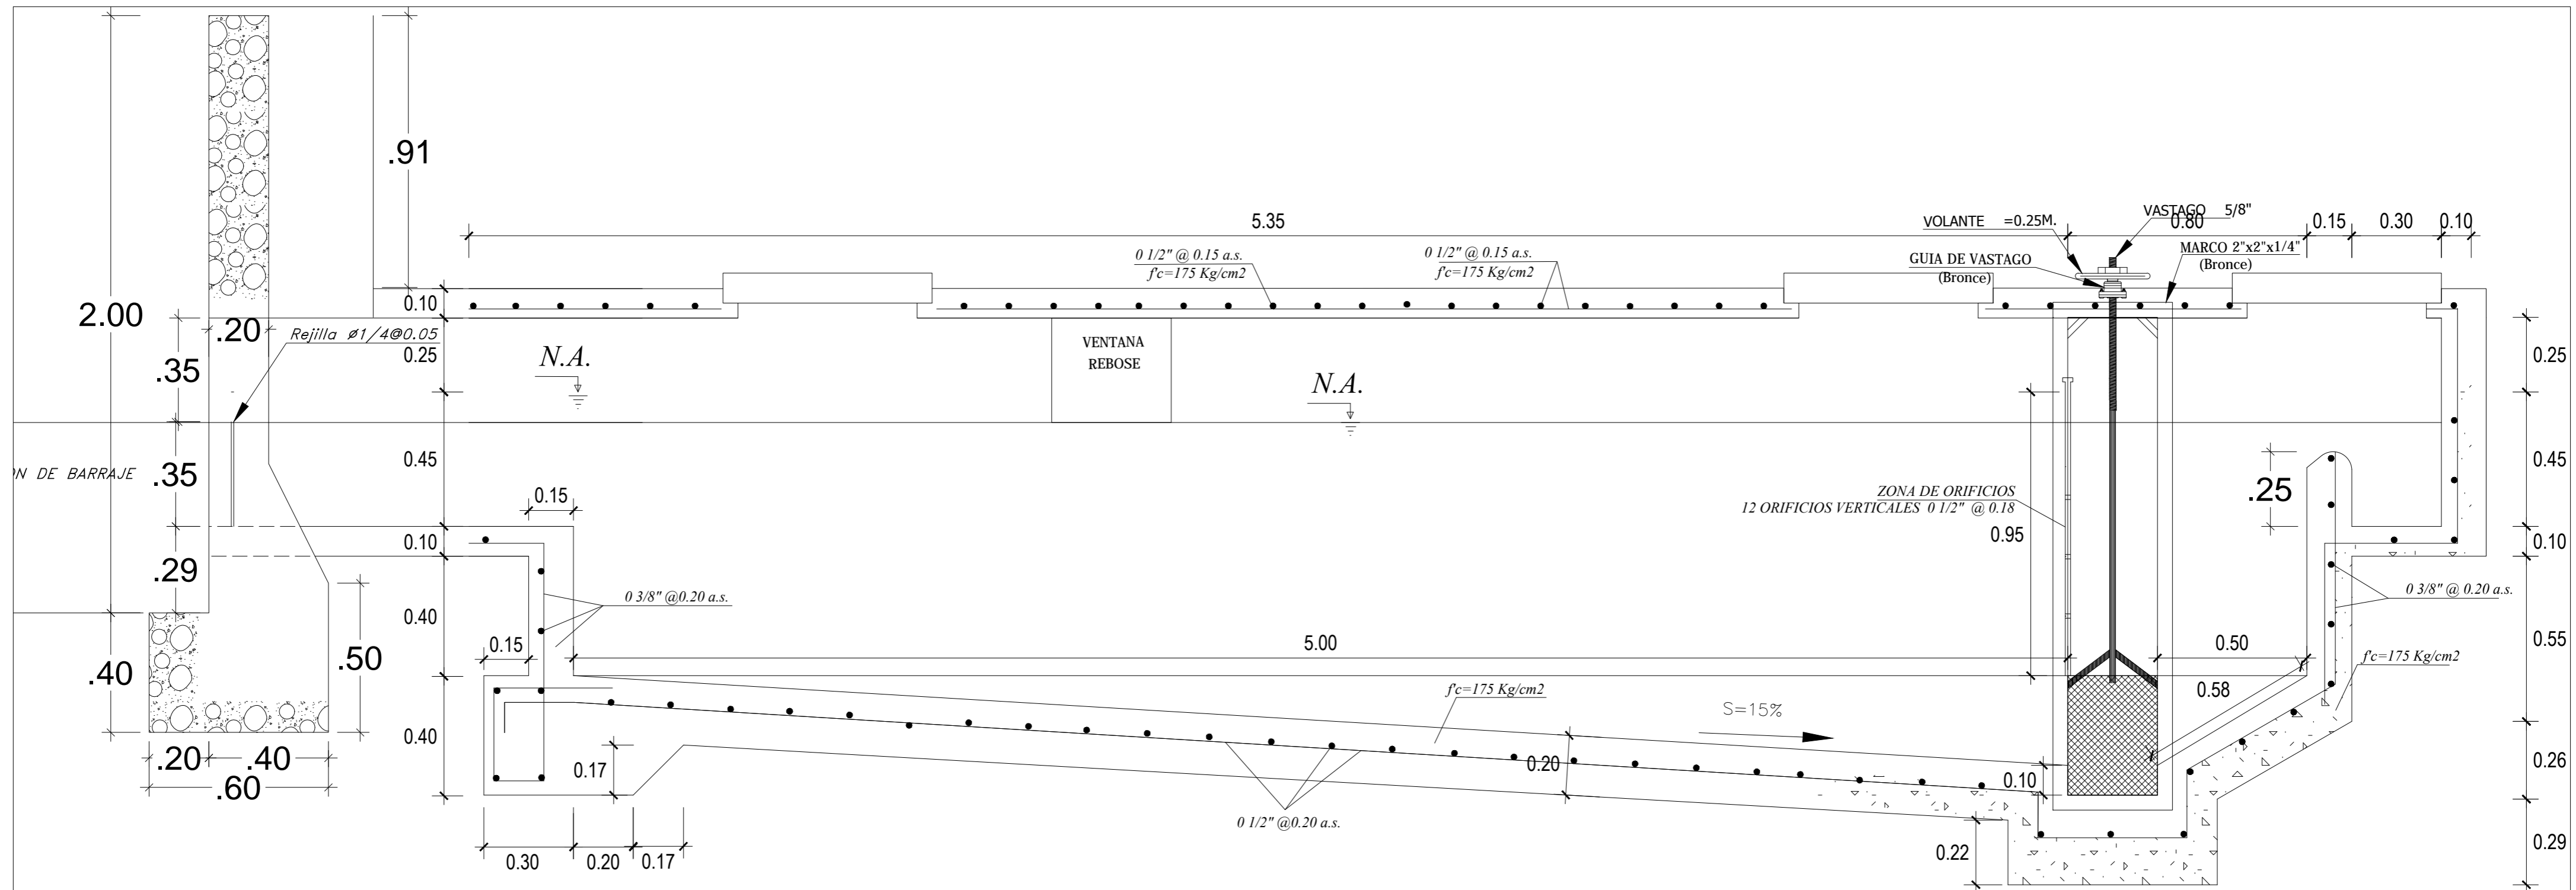 .91
5.35
VASTAGO 5/8"
VOLANTE =0.25M.
0.80
0.15
0.30
0.10
0 1/2" @ 0.15 a.s.
f'c=175 Kg/cm2
0 1/2" @ 0.15 a.s.
f'c=175 Kg/cm2
GUIA DE VASTAGO
(Bronce)
MARCO 2"x2"x1/4"
(Bronce)
2.00
.20
Rejilla ø1/4@0.05
0.10
.35
0.25
N.A.
VENTANA
REBOSE
N.A.
0.25
N DE BARRAJE
.35
0.45
0.15
ZONA DE ORIFICIOS
12 ORIFICIOS VERTICALES 0 1/2" @ 0.18
0.95
.25
0.45
.29
0.10
0.10
0 3/8" @0.20 a.s.
0 3/8" @ 0.20 a.s.
0.40
.40
.50
0.15
5.00
0.50
0.55
f'c=175 Kg/cm2
f'c=175 Kg/cm2
0.58
S=15%
0.40
.20
.40
.60
0.17
0.20
0.10
0.26
0 1/2" @0.20 a.s.
0.30
0.20
0.17
0.22
0.29